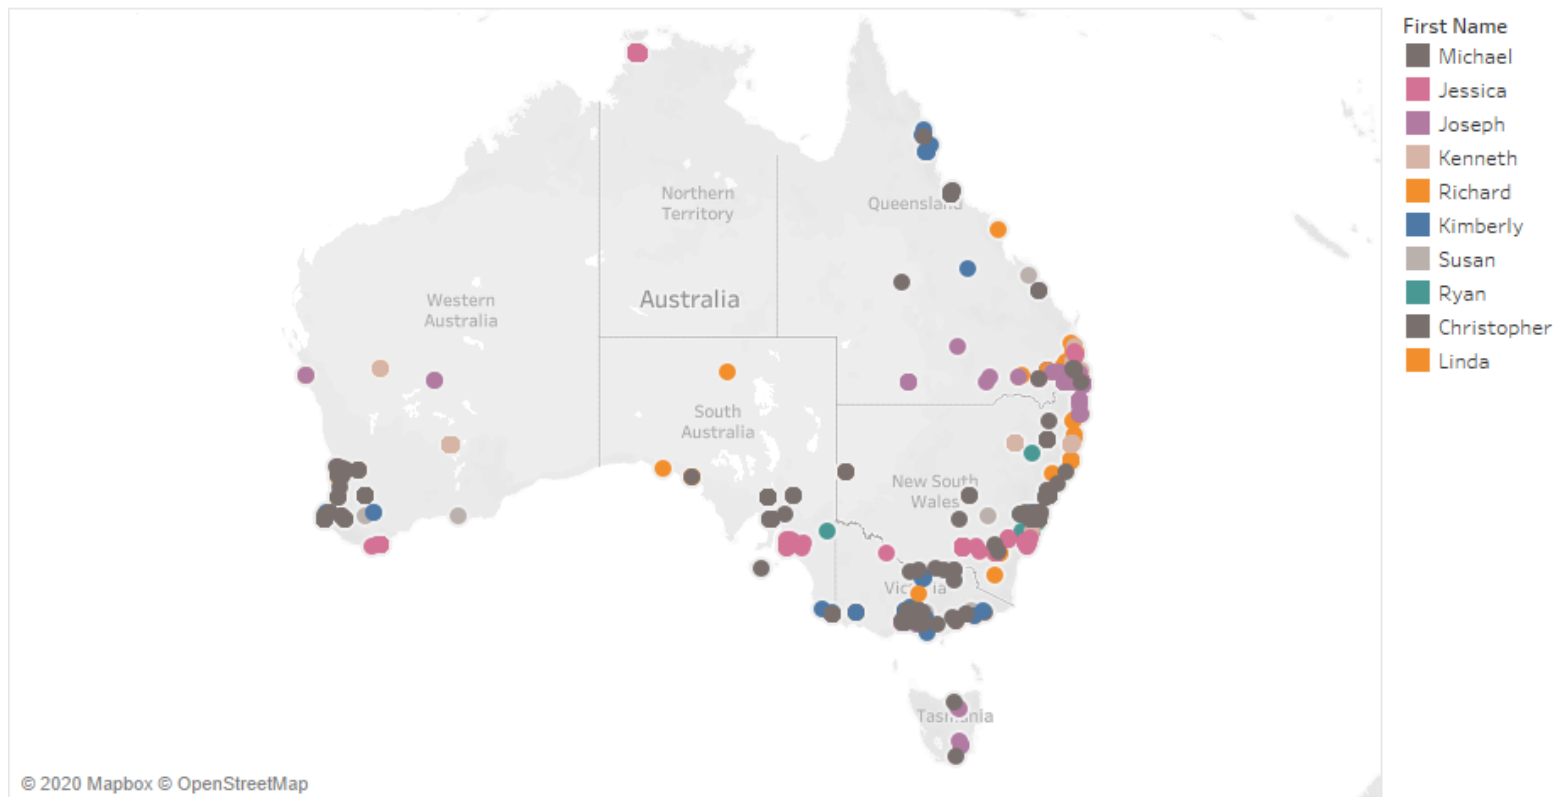 First Name
Michael
Jessica
Joseph
Kenneth
Richard
Kimberly
Susan
Ryan
Christopher
Linda
Northern
Territory
Queensland
Western
Australia
Australia
South
Australia
New South
Wales
Victoria
Tasmania
© 2020 Mapbox © OpenStreetMap